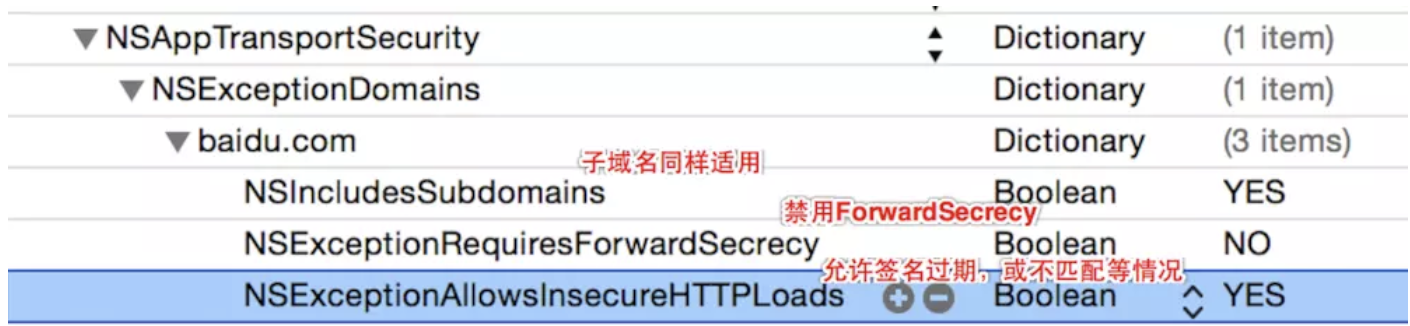 NSAppTransportSecurity Dictionary (1 item)
NSExceptionDomains Dictionary (1 item)
baidu.com Dictionary (3 items)
子域名同样适用
NSIncludesSubdomains Boolean YES
禁用ForwardSecrecy
NSExceptionRequiresForwardSecrecy Boolean NO
允许签名过期，或不匹配等情况
NSExceptionAllowsInsecureHTTPLoads Boolean YES